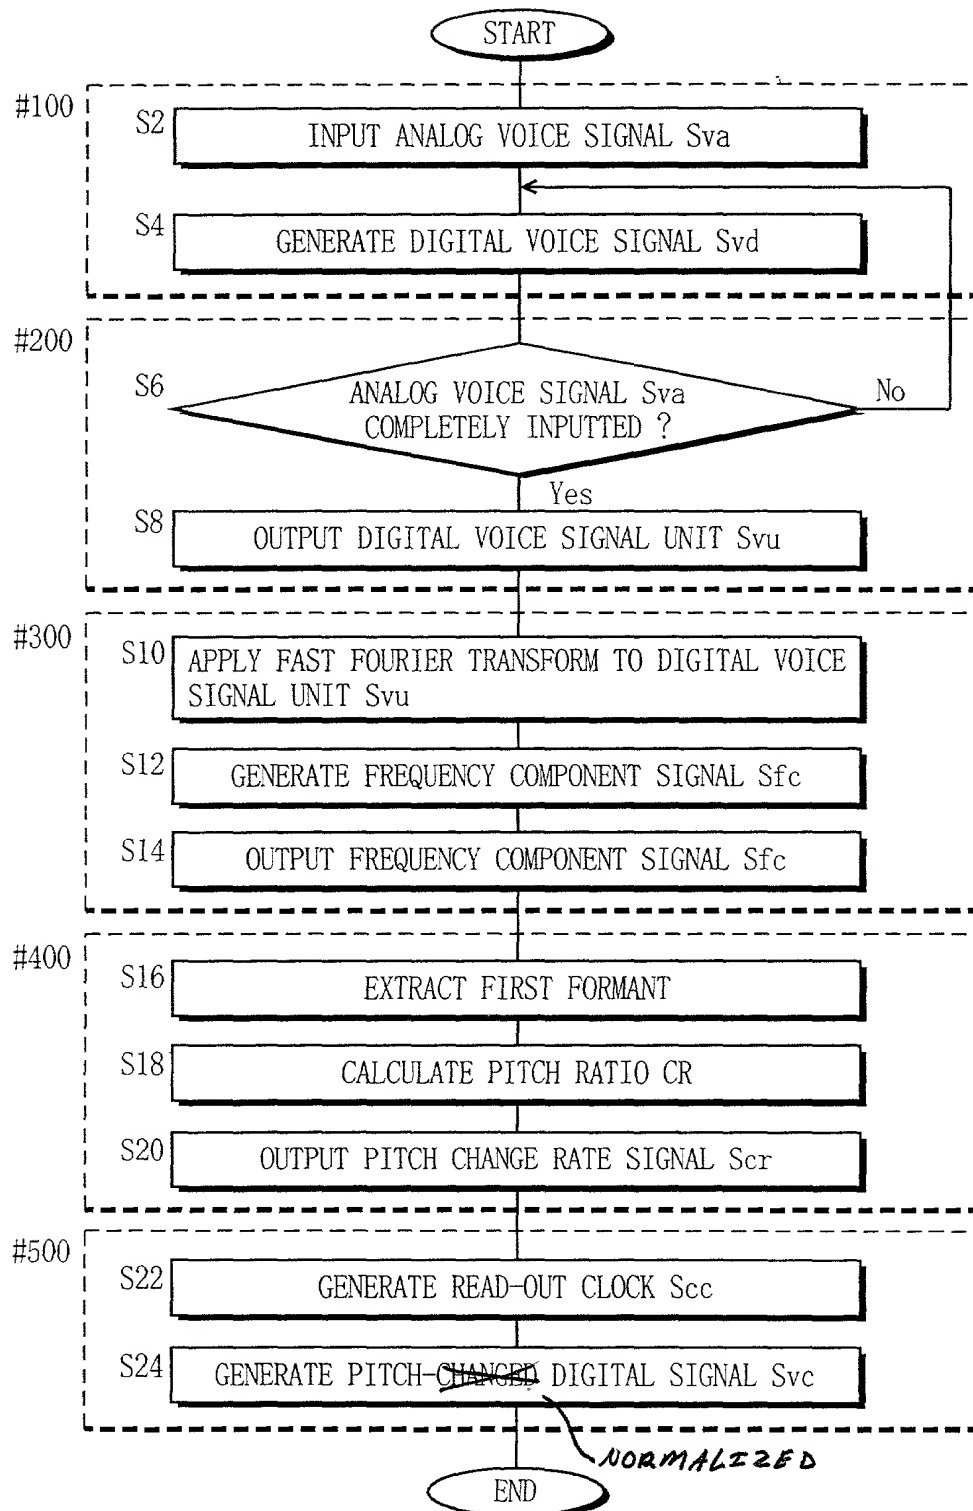 START
#100
S2
INPUT ANALOG VOICE SIGNAL Sva
S4
GENERATE DIGITAL VOICE SIGNAL Svd
#200
S6
ANALOG VOICE SIGNAL Sva
COMPLETELY INPUTTED ?
No
Yes
S8
OUTPUT DIGITAL VOICE SIGNAL UNIT Svu
#300
S10
APPLY FAST FOURIER TRANSFORM TO DIGITAL VOICE
SIGNAL UNIT Svu
S12
GENERATE FREQUENCY COMPONENT SIGNAL Sfc
S14
OUTPUT FREQUENCY COMPONENT SIGNAL Sfc
#400
S16
EXTRACT FIRST FORMANT
S18
CALCULATE PITCH RATIO CR
S20
OUTPUT PITCH CHANGE RATE SIGNAL Scr
#500
S22
GENERATE READ-OUT CLOCK Scc
S24
GENERATE PITCH-CHANGED DIGITAL SIGNAL Svc
NORMALIZED
END